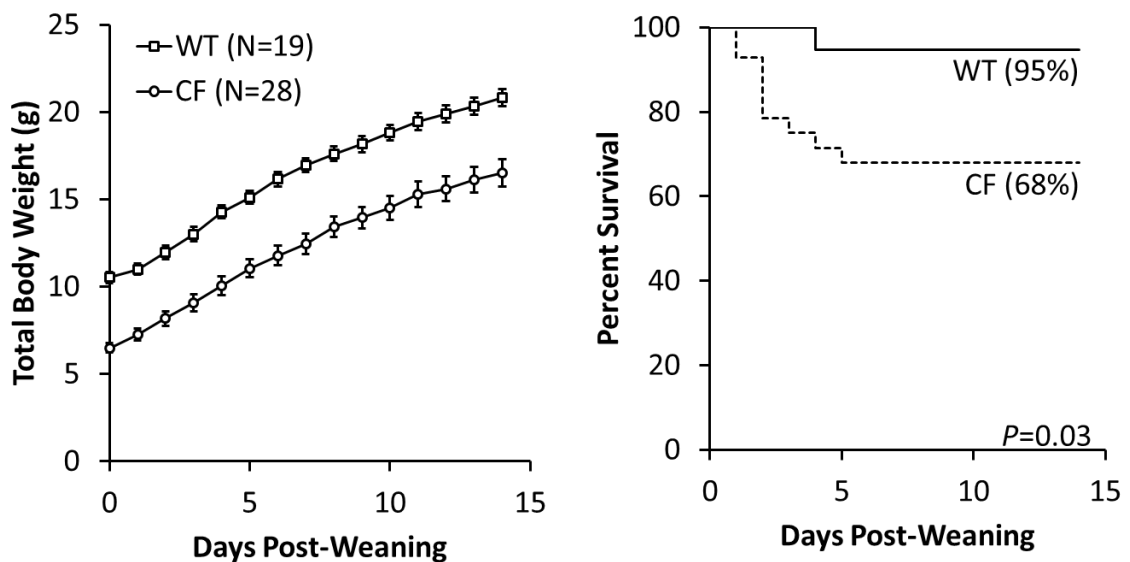 Total Body Weight (g)
25
20
15
10
5
0
WT (N=19)
CF (N=28)
0 5 10 15
Days Post-Weaning
Percent Survival
100
80
60
40
20
0
WT (95%)
CF (68%)
P=0.03
0 5 10 15
Days Post-Weaning